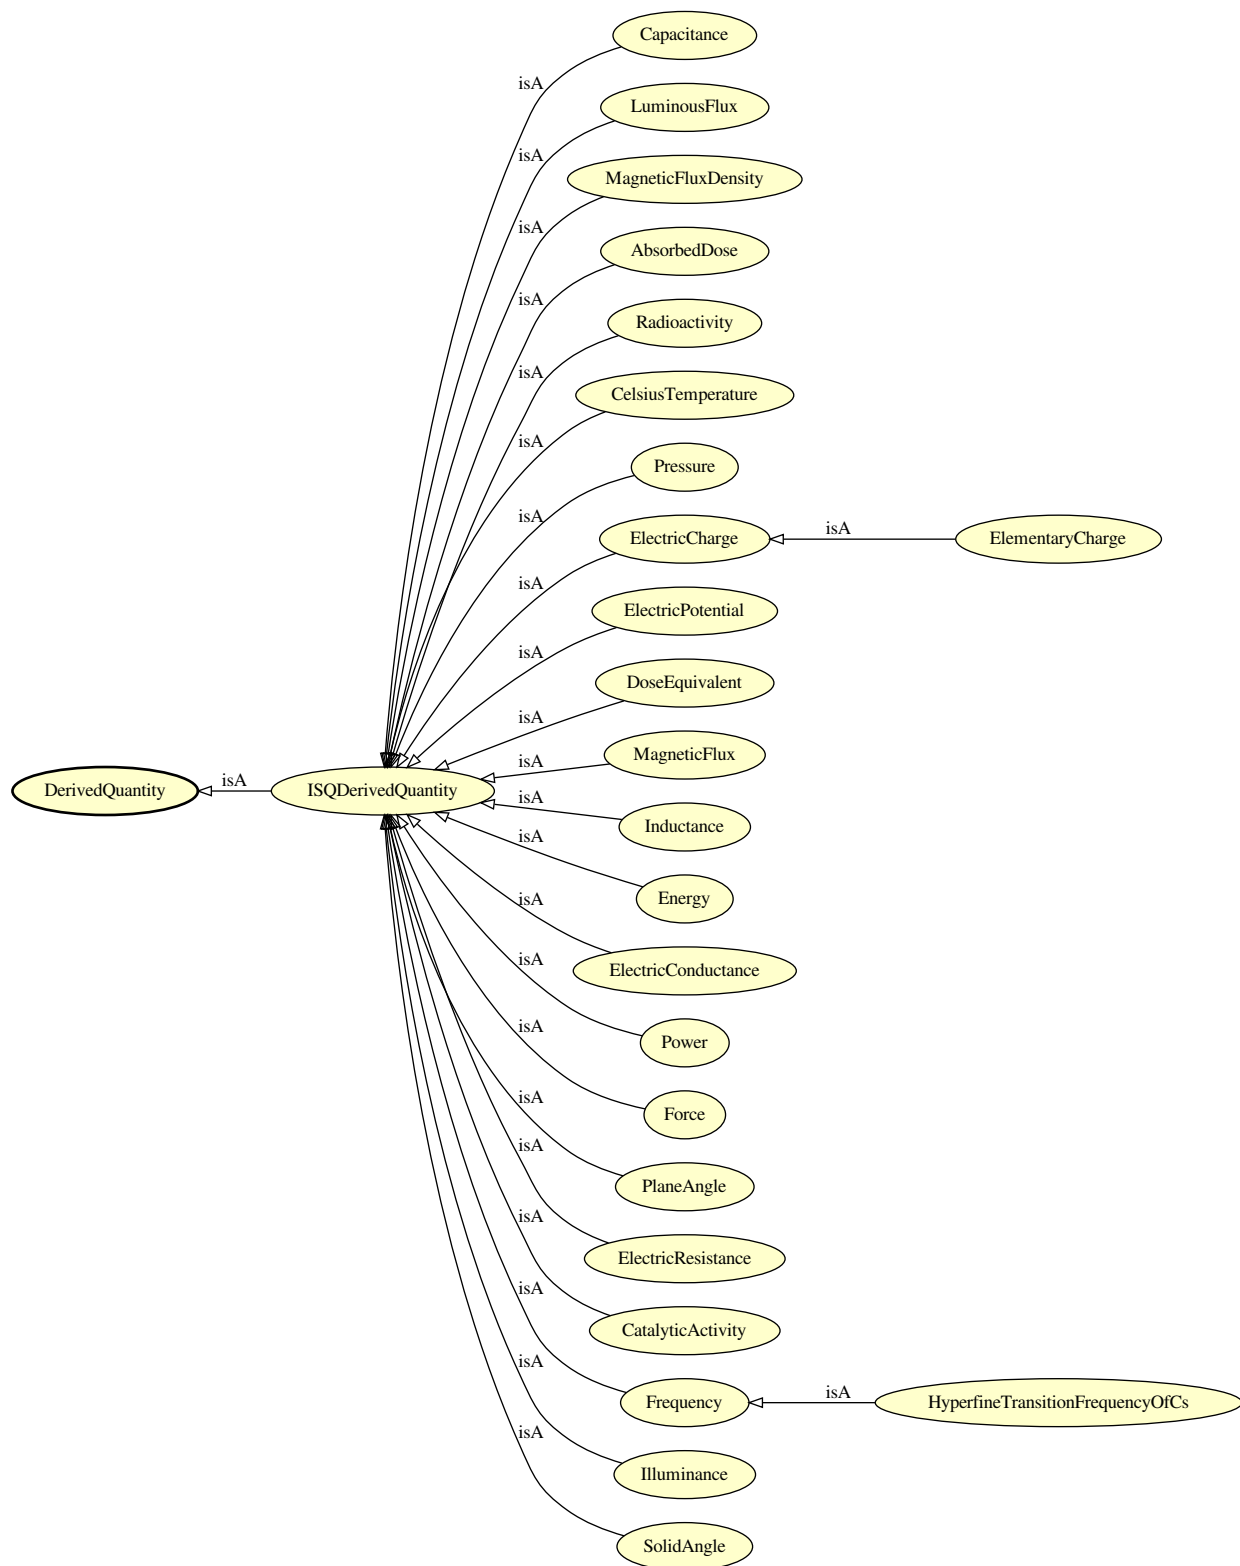 Capacitance
isA
LuminousFlux
isA
MagneticFluxDensity
isA
AbsorbedDose
isA
Radioactivity
isA
CelsiusTemperature
isA
Pressure
isA
ElectricCharge
isA
ElementaryCharge
isA
ElectricPotential
isA
DoseEquivalent
isA
MagneticFlux
isA
DerivedQuantity
isA
ISQDerivedQuantity
isA
Inductance
isA
Energy
isA
ElectricConductance
isA
Power
isA
Force
isA
PlaneAngle
isA
ElectricResistance
isA
CatalyticActivity
isA
Frequency
isA
HyperfineTransitionFrequencyOfCs
isA
Illuminance
isA
SolidAngle